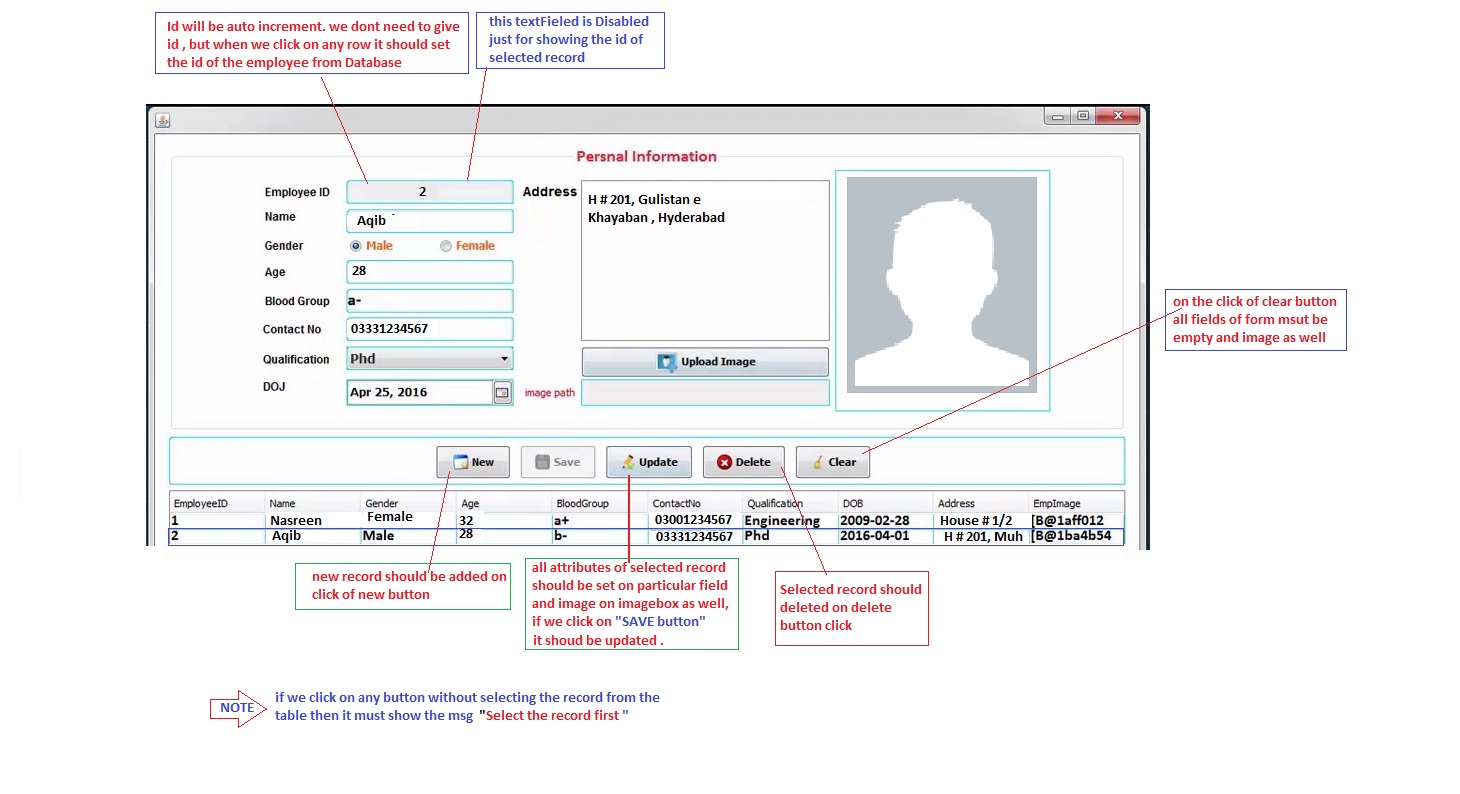 Id will be auto increment. we dont need to give
id , but when we click on any row it should set
the id of the employee from Database
this textFieled is Disabled
just for showing the id of
selected record
Persnal Information
Employee ID 2
Name Aqib
Gender Male Female
Age 28
Blood Group a-
Contact No 03331234567
Qualification Phd
DOJ Apr 25, 2016
Address
H # 201, Gulistan e
Khayaban , Hyderabad
Upload Image
image path
on the click of clear button
all fields of form msut be
empty and image as well
New Save Update Delete Clear
EmployeeID Name Gender Age BloodGroup ContactNo Qualification DOB Address EmpImage
1 Nasreen Female 32 a+ 03001234567 Engineering 2009-02-28 House # 1/2 [B@1aff012
2 Aqib Male 28 b- 03331234567 Phd 2016-04-01 H # 201, Muh [B@1ba4b54
new record should be added on
click of new button
all attributes of selected record
should be set on particular field
and image on imagebox as well,
if we click on "SAVE button"
it shoud be updated .
Selected record should
deleted on delete
button click
NOTE
if we click on any button without selecting the record from the
table then it must show the msg "Select the record first "